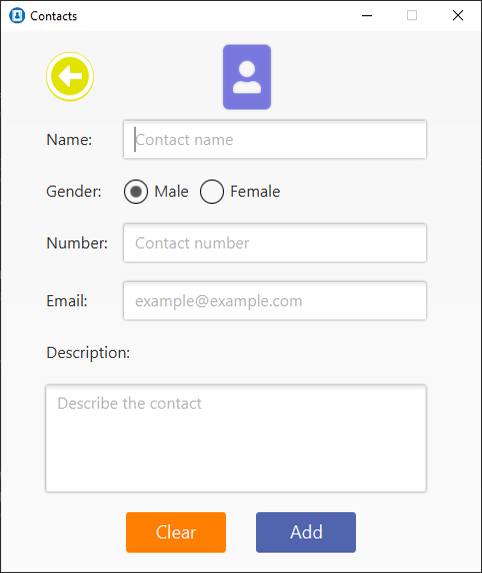 Contacts
Name: Contact name
Gender: Male Female
Number: Contact number
Email: example@example.com
Description:
Describe the contact
Clear Add